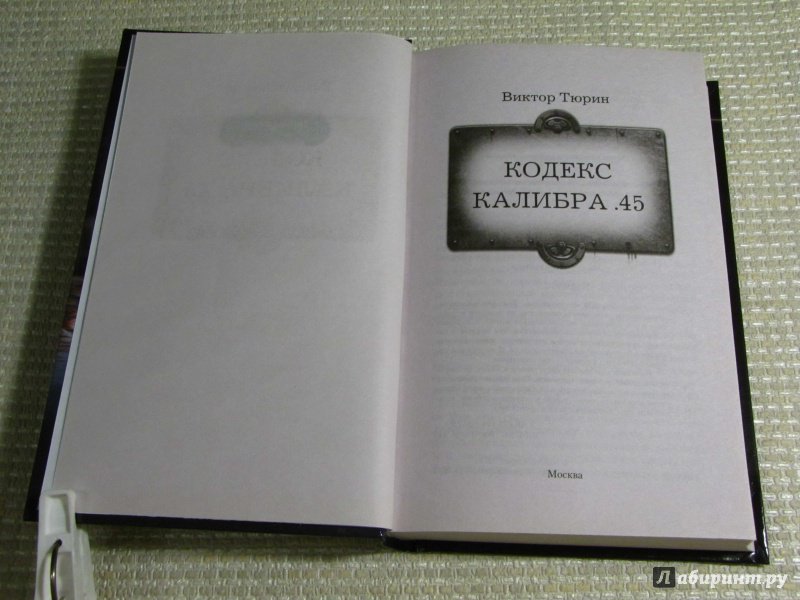 Виктор Тюрин
КОДЕКС
КАЛИБРА .45
Москва
Лабиринт.ру